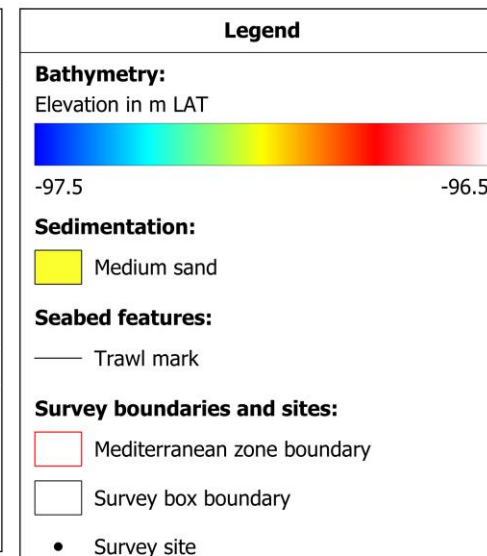 Legend
Bathymetry:
Elevation in m LAT
-97.5 -96.5
Sedimentation:
Medium sand
Seabed features:
Trawl mark
Survey boundaries and sites:
Mediterranean zone boundary
Survey box boundary
Survey site